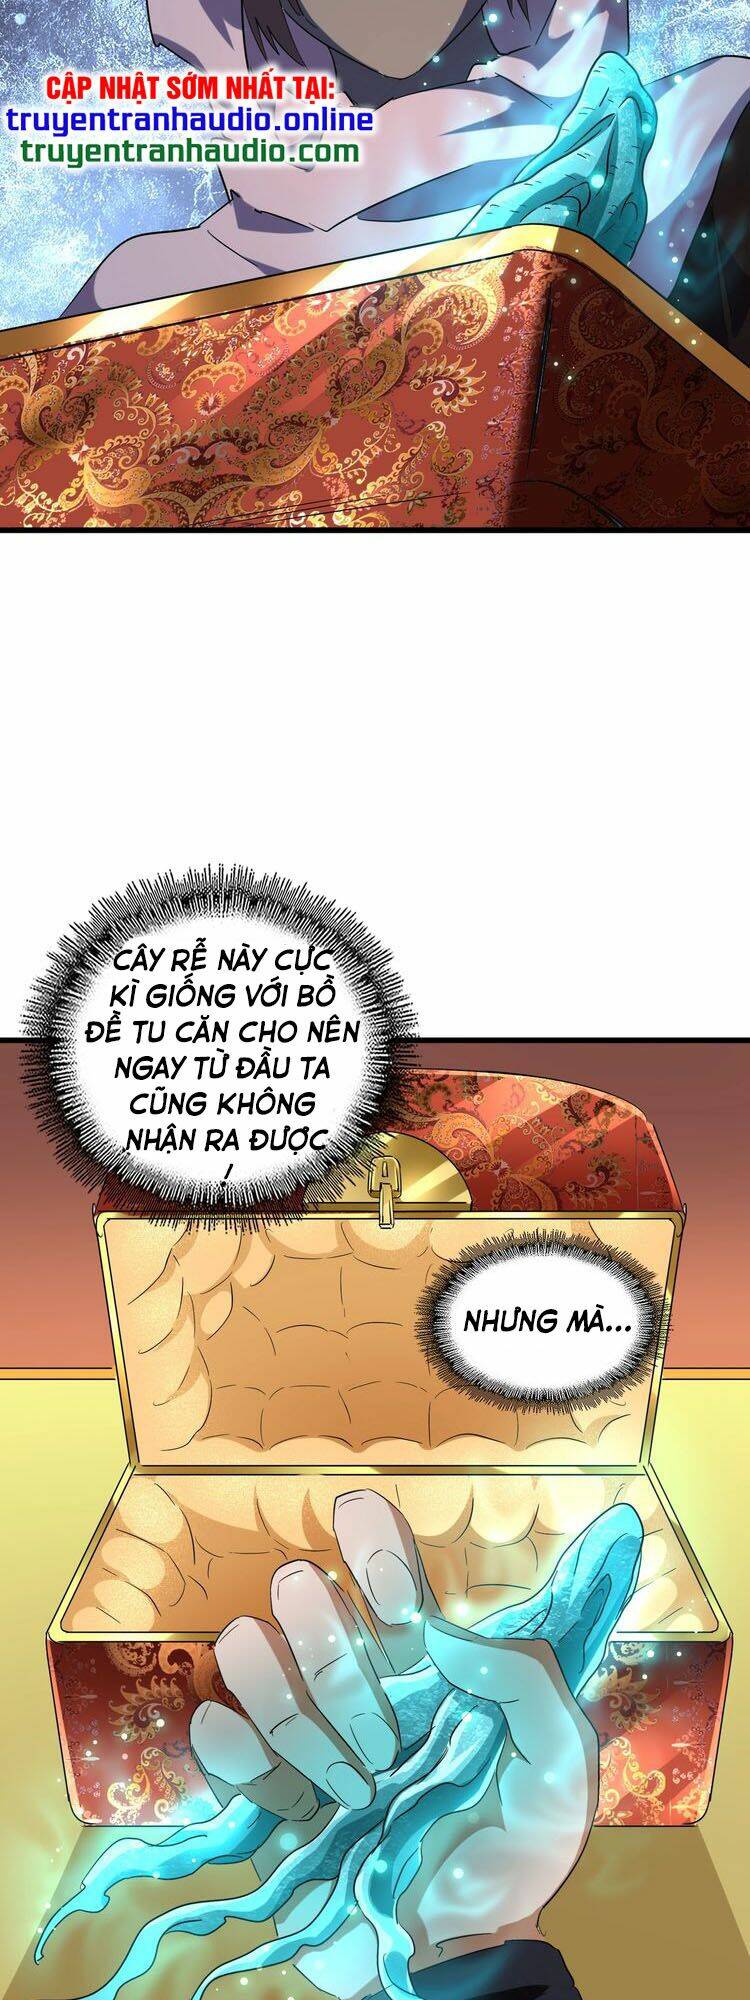 CẬP NHẬT SỚM NHẤT TẠI:
truyentranhaudio.online
truyentranhaudio.com
CÂY RỄ NÀY CỰC
KÌ GIỐNG VỚI BỒ
ĐỀ TU CĂN CHO NÊN
NGAY TỪ ĐẦU TA
CŨNG KHÔNG
NHẬN RA ĐƯỢC
NHƯNG MÀ...